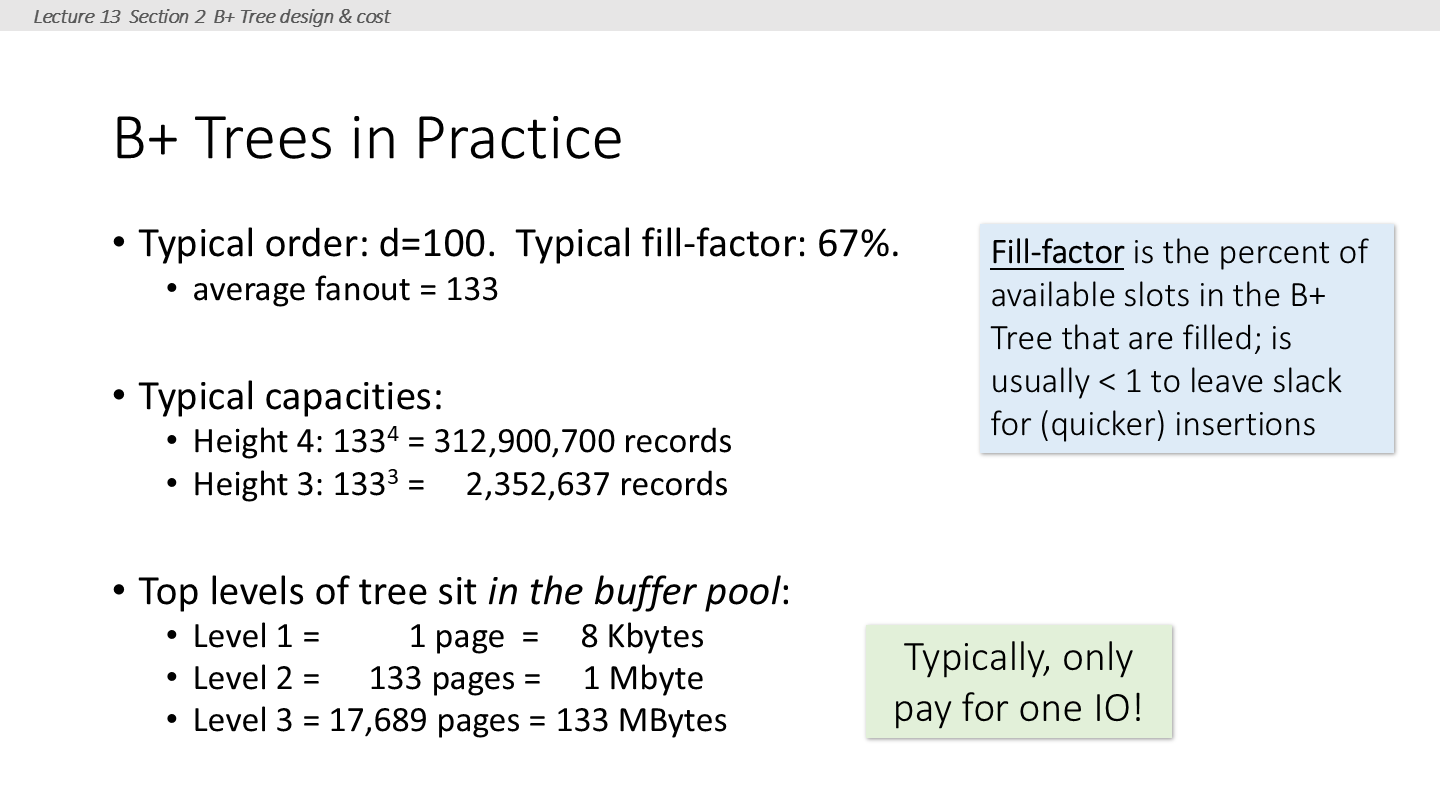 Lecture 13 Section 2 B+ Tree design & cost
B+ Trees in Practice
• Typical order: d=100. Typical fill-factor: 67%.
• average fanout = 133
• Typical capacities:
• Height 4: 133⁴ = 312,900,700 records
• Height 3: 133³ = 2,352,637 records
• Top levels of tree sit in the buffer pool:
• Level 1 = 1 page = 8 Kbytes
• Level 2 = 133 pages = 1 Mbyte
• Level 3 = 17,689 pages = 133 MBytes
Fill-factor is the percent of
available slots in the B+
Tree that are filled; is
usually < 1 to leave slack
for (quicker) insertions
Typically, only
pay for one IO!